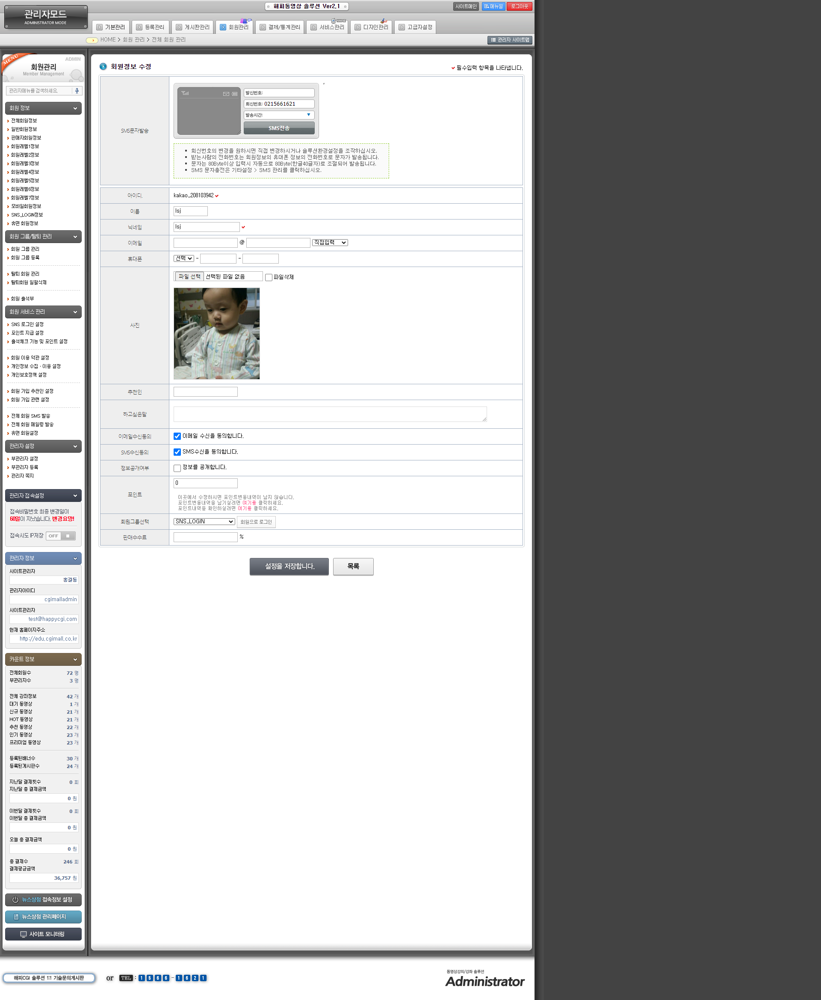 관리자모드
ADMINISTRATOR MODE
해피동영상 솔루션 Ver2.1
사이트메인
메뉴얼
로그아웃
기본관리
등록관리
게시판관리
회원관리
결제/통계관리
서비스관리
디자인관리
고급자설정
HOME > 회원 관리 > 전체 회원 관리
관리자 사이트맵
MENU
ADMIN
회원관리
Member Management
관리자메뉴를 검색하세요.
회원 정보
전체회원정보
일반회원정보
판매자회원정보
회원레벨1정보
회원레벨2정보
회원레벨3정보
회원레벨4정보
회원레벨5정보
회원레벨6정보
회원레벨7정보
모바일회원정보
SNS_LOGIN정보
휴면 회원정보
회원 그룹/탈퇴 관리
회원 그룹 관리
회원 그룹 등록
탈퇴 회원 관리
탈퇴회원 일괄삭제
회원 출석부
회원 서비스 관리
SNS 로그인 설정
포인트 지급 설정
출석체크 기능 및 포인트 설정
회원 이용 약관 설정
개인정보 수집·이용 설정
개인보호정책 설정
회원 가입 추천인 설정
회원 가입 관련 설정
전체 회원 SMS 발송
전체 회원 메일링 발송
휴면 회원설정
관리자 설정
부관리자 설정
부관리자 등록
관리자 쪽지
관리자 접속설정
접속비밀번호 최종 변경일이
60일이 지났습니다. 변경요망!
접속시도 IP저장 OFF
관리자 정보
사이트관리자
홍길동
관리자아이디
cgimalladmin
사이트관리자
test@happycgi.com
현재 홈페이지주소
http://edu.cgimall.co.kr
카운트 정보
전체회원수 72 명
부관리자수 3 명
전체 강좌정보 42 개
대기 동영상 1 개
신규 동영상 21 개
HOT 동영상 21 개
추천 동영상 22 개
인기 동영상 23 개
프리미엄 동영상 23 개
등록된배너수 30 개
등록된게시판수 24 개
지난달 결제횟수 0 회
지난달 총 결제금액
0 원
이번달 결제횟수 0 회
이번달 총 결제금액
0 원
오늘 총 결제금액
0 원
총 결제수 246 회
결제평균금액
36,757 원
뉴스상점 접속정보 설정
뉴스상점 관리페이지
사이트 모니터링
회원정보 수정
필수입력 항목을 나타냅니다.
SMS문자발송
발신번호:
회신번호: 0215661621
발송시간:
SMS전송
회신번호의 변경을 원하시면 직접 변경하시거나 솔루션환경설정을 조작하십시오.
받는사람의 전화번호는 회원정보의 휴대폰 정보의 전화번호로 문자가 발송됩니다.
문자는 80Byte이상 입력시 자동으로 80Byte(한글40글자)로 조절되어 발송됩니다.
SMS 문자충전은 기타설정 > SMS 관리를 클릭하십시오.
아이디. kakao_208103942
이름 lsj
닉네임 lsj
이메일 @ 직접입력
휴대폰 선택 - -
사진
파일 선택 선택된 파일 없음 파일삭제
추천인
하고싶은말
이메일수신동의 이메일 수신을 동의합니다.
SMS수신동의 SMS수신을 동의합니다.
정보공개여부 정보를 공개합니다.
포인트 0
이곳에서 수정하시면 포인트변동내역이 남지 않습니다.
포인트변동내역을 남기실려면 여기를 클릭하세요.
포인트내역을 확인하실려면 여기를 클릭하세요.
회원그룹선택 SNS_LOGIN 회원으로 로그인
판매수수료 %
설정을 저장합니다.
목록
해피CGI 솔루션 1:1 기술문의게시판
or TEL : 1566-1621
동영상강의/강좌 솔루션
Administrator